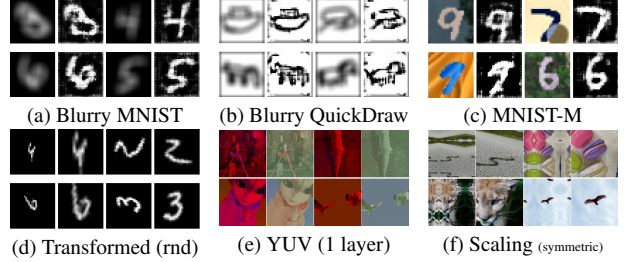 (a) Blurry MNIST
(b) Blurry QuickDraw
(c) MNIST-M
(d) Transformed (rnd)
(e) YUV (1 layer)
(f) Scaling (symmetric)